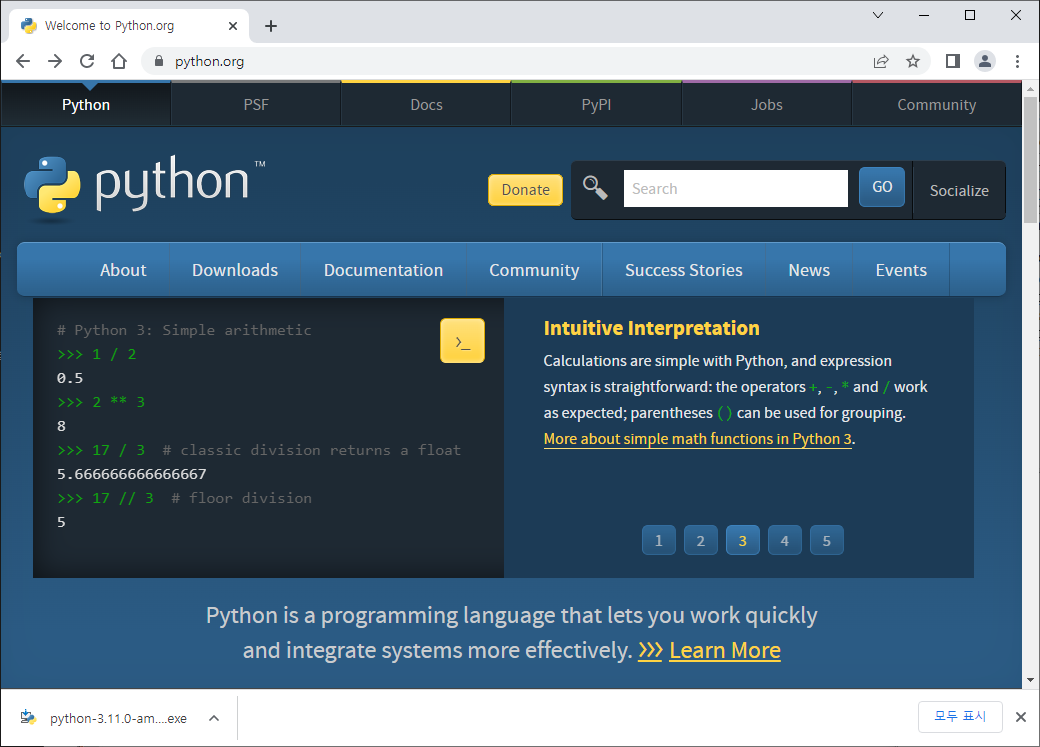 Welcome to Python.org
python.org
Python PSF Docs PyPI Jobs Community
python™
Donate Search GO Socialize
About Downloads Documentation Community Success Stories News Events
# Python 3: Simple arithmetic
>>> 1 / 2
0.5
>>> 2 ** 3
8
>>> 17 / 3  # classic division returns a float
5.666666666666667
>>> 17 // 3  # floor division
5
>_
Intuitive Interpretation
Calculations are simple with Python, and expression
syntax is straightforward: the operators +, -, * and / work
as expected; parentheses () can be used for grouping.
More about simple math functions in Python 3.
1 2 3 4 5
Python is a programming language that lets you work quickly
and integrate systems more effectively. >>> Learn More
python-3.11.0-am....exe
모두 표시